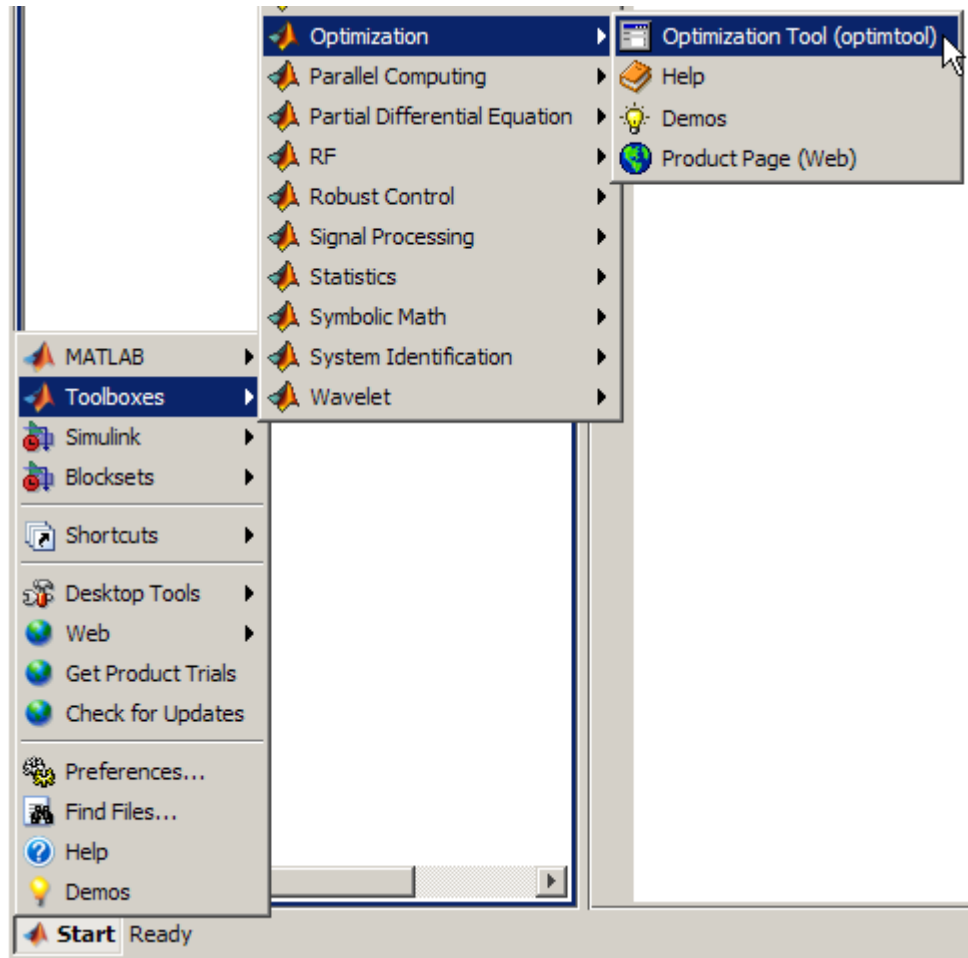 Optimization
Parallel Computing
Partial Differential Equation
RF
Robust Control
Signal Processing
Statistics
Symbolic Math
System Identification
Wavelet
Optimization Tool (optimtool)
Help
Demos
Product Page (Web)
MATLAB
Toolboxes
Simulink
Blocksets
Shortcuts
Desktop Tools
Web
Get Product Trials
Check for Updates
Preferences...
Find Files...
Help
Demos
Start Ready